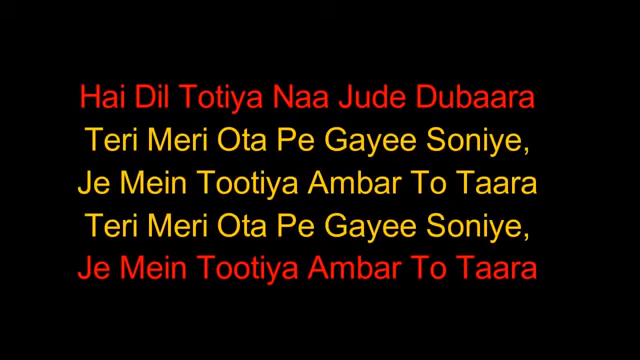 Hai Dil Totiya Naa Jude Dubaara
Teri Meri Ota Pe Gayee Soniye,
Je Mein Tootiya Ambar To Taara
Teri Meri Ota Pe Gayee Soniye,
Je Mein Tootiya Ambar To Taara